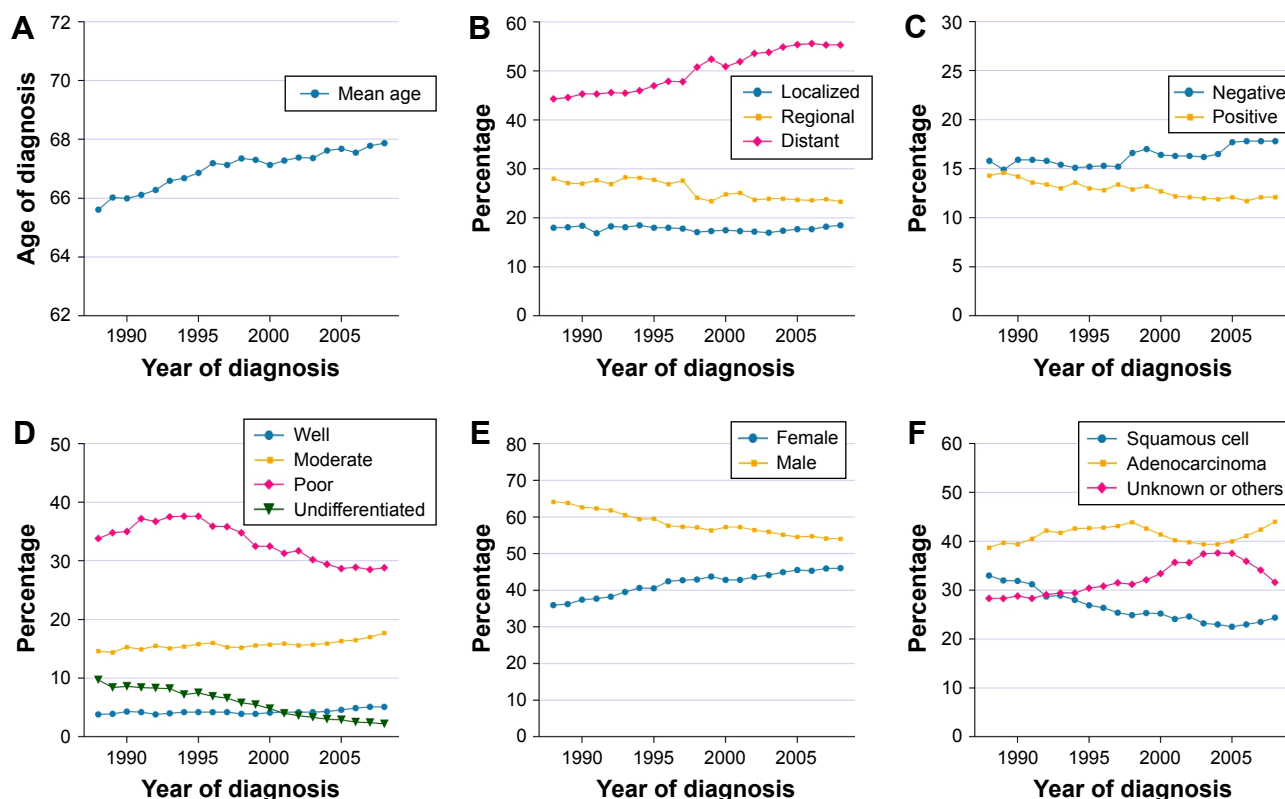 A
72
70
68
66
64
62
Age of diagnosis
Mean age
1990 1995 2000 2005
Year of diagnosis
B
60
50
40
30
20
10
0
Percentage
Localized
Regional
Distant
1990 1995 2000 2005
Year of diagnosis
C
30
25
20
15
10
5
0
Percentage
Negative
Positive
1990 1995 2000 2005
Year of diagnosis
D
50
40
30
20
10
0
Percentage
Well
Moderate
Poor
Undifferentiated
1990 1995 2000 2005
Year of diagnosis
E
80
70
60
50
40
30
20
10
0
Percentage
Female
Male
1990 1995 2000 2005
Year of diagnosis
F
60
50
40
30
20
10
0
Percentage
Squamous cell
Adenocarcinoma
Unknown or others
1990 1995 2000 2005
Year of diagnosis